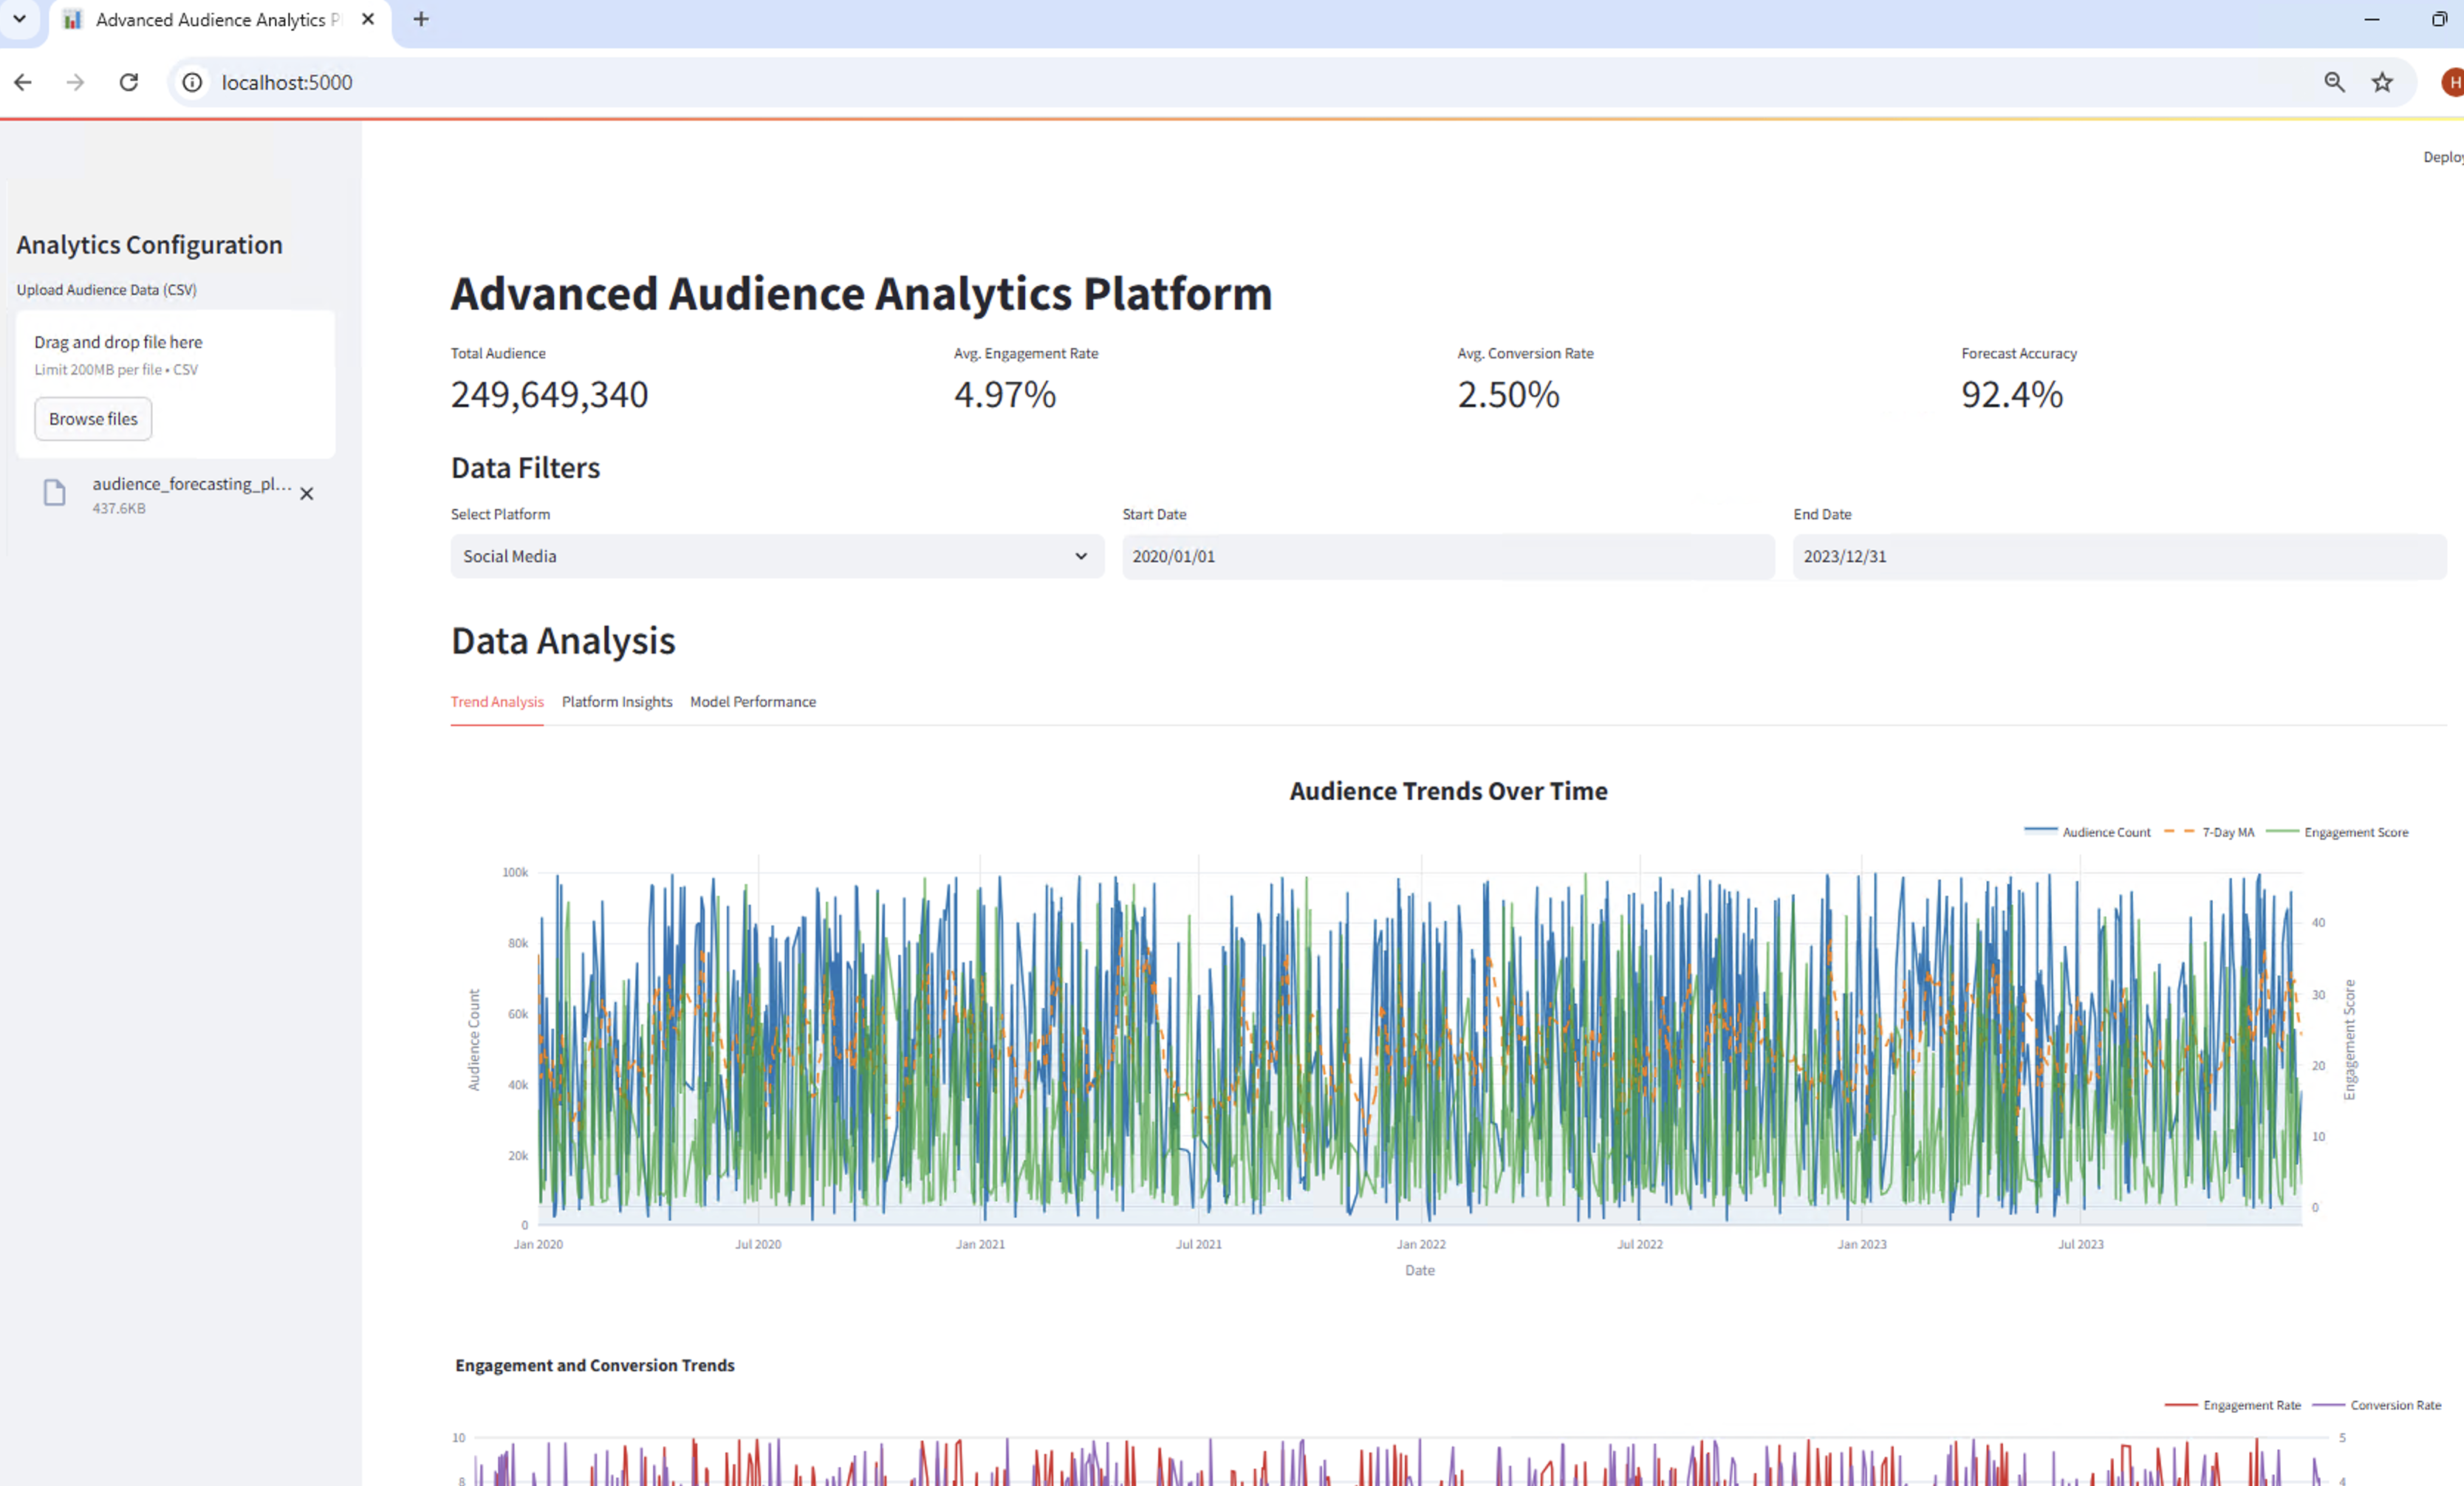 Advanced Audience Analytics P
localhost:5000
H
Deploy
Analytics Configuration
Upload Audience Data (CSV)
Drag and drop file here
Limit 200MB per file • CSV
Browse files
audience_forecasting_pl...
437.6KB
Advanced Audience Analytics Platform
Total Audience
249,649,340
Avg. Engagement Rate
4.97%
Avg. Conversion Rate
2.50%
Forecast Accuracy
92.4%
Data Filters
Select Platform
Social Media
Start Date
2020/01/01
End Date
2023/12/31
Data Analysis
Trend Analysis Platform Insights Model Performance
Audience Trends Over Time
Audience Count 7-Day MA Engagement Score
100k
80k
60k
40k
20k
0
Audience Count
40
30
20
10
0
Engagement Score
Jan 2020 Jul 2020 Jan 2021 Jul 2021 Jan 2022 Jul 2022 Jan 2023 Jul 2023
Date
Engagement and Conversion Trends
Engagement Rate Conversion Rate
10
8
5
4